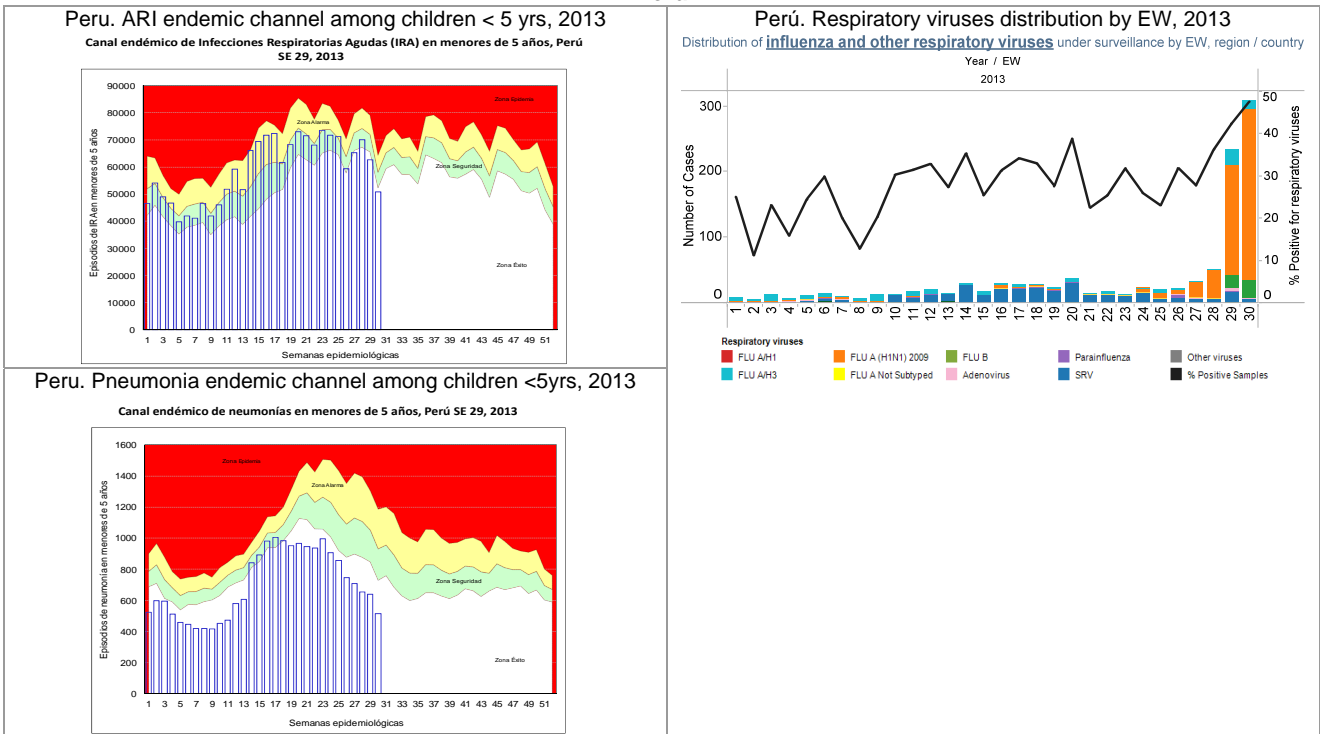 Peru. ARI endemic channel among children < 5 yrs, 2013
Canal endémico de Infecciones Respiratorias Agudas (IRA) en menores de 5 años, Perú
SE 29, 2013
Episodios de IRA en menores de 5 años
90000
80000
70000
60000
50000
40000
30000
20000
10000
0
Zona Epidemia
Zona Alarma
Zona Seguridad
Zona Éxito
1 3 5 7 9 11 13 15 17 19 21 23 25 27 29 31 33 35 37 39 41 43 45 47 49 51
Semanas epidemiológicas
Peru. Pneumonia endemic channel among children <5yrs, 2013
Canal endémico de neumonías en menores de 5 años, Perú SE 29, 2013
Episodios de neumonia en menores de 5 años
1600
1400
1200
1000
800
600
400
200
0
Zona Epidemia
Zona Alarma
Zona Seguridad
Zona Éxito
1 3 5 7 9 11 13 15 17 19 21 23 25 27 29 31 33 35 37 39 41 43 45 47 49 51
Semanas epidemiológicas
Perú. Respiratory viruses distribution by EW, 2013
Distribution of influenza and other respiratory viruses under surveillance by EW, region / country
Year / EW
2013
Number of Cases
300
200
100
0
% Positive for respiratory viruses
50
40
30
20
10
0
1 2 3 4 5 6 7 8 9 10 11 12 13 14 15 16 17 18 19 20 21 22 23 24 25 26 27 28 29 30
Respiratory viruses
FLU A/H1 FLU A (H1N1) 2009 FLU B Parainfluenza Other viruses
FLU A/H3 FLU A Not Subtyped Adenovirus SRV % Positive Samples